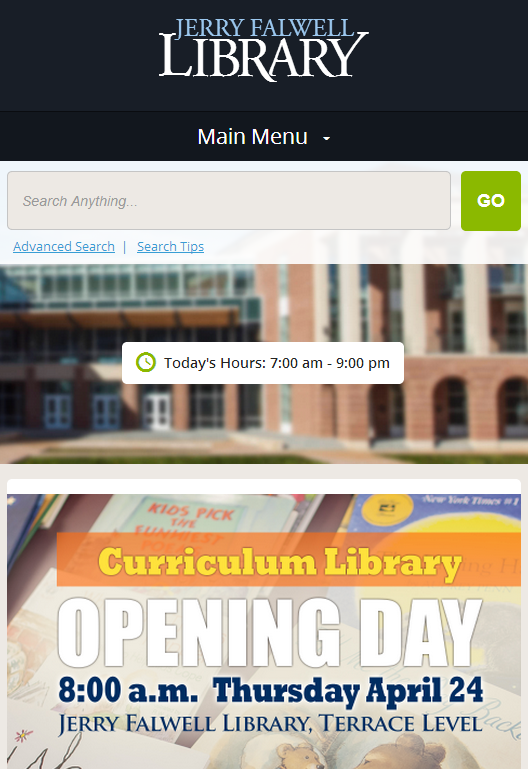 JERRY FALWELL
LIBRARY
Main Menu
Search Anything...
GO
Advanced Search | Search Tips
Today's Hours: 7:00 am - 9:00 pm
New York Times #1
KIDS PICK
THE
FUNNIEST
Curriculum Library
OPENING DAY
8:00 a.m. Thursday April 24
JERRY FALWELL LIBRARY, TERRACE LEVEL